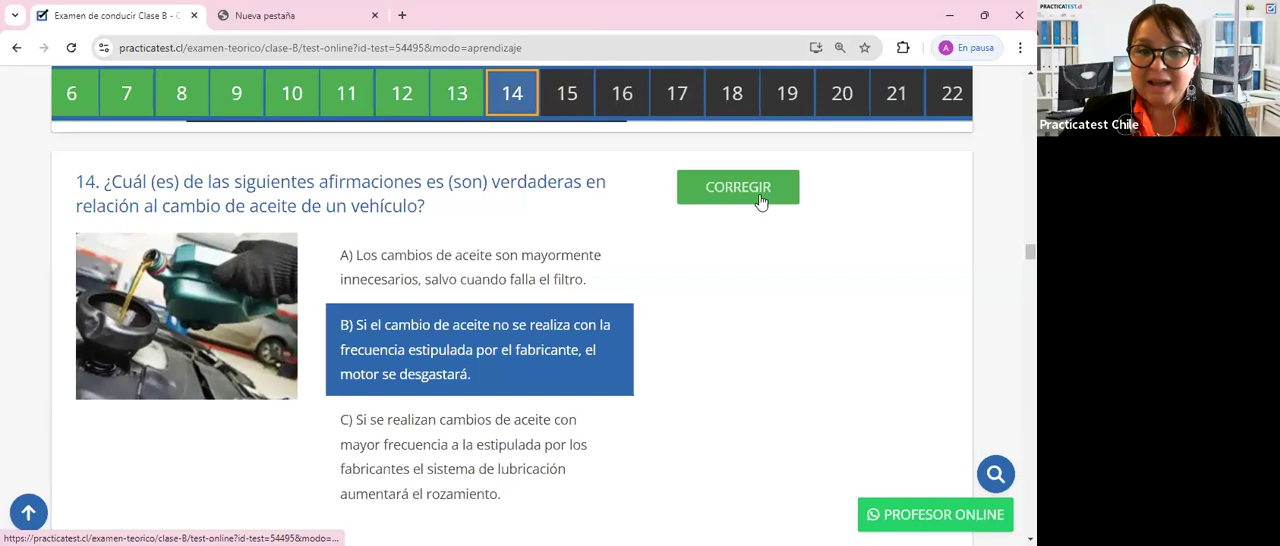 Examen de conducir Clase B - C
Nueva pestaña
practicatest.cl/examen-teorico/clase-B/test-online?id-test=54495&modo=aprendizaje
A
En pausa
PRACTICATEST.cl
Practicatest Chile
6 7 8 9 10 11 12 13 14 15 16 17 18 19 20 21 22
14. ¿Cuál (es) de las siguientes afirmaciones es (son) verdaderas en
relación al cambio de aceite de un vehículo?
CORREGIR
A) Los cambios de aceite son mayormente
innecesarios, salvo cuando falla el filtro.
B) Si el cambio de aceite no se realiza con la
frecuencia estipulada por el fabricante, el
motor se desgastará.
C) Si se realizan cambios de aceite con
mayor frecuencia a la estipulada por los
fabricantes el sistema de lubricación
aumentará el rozamiento.
PROFESOR ONLINE
https://practicatest.cl/examen-teorico/clase-B/test-online?id-test=54495&modo=...